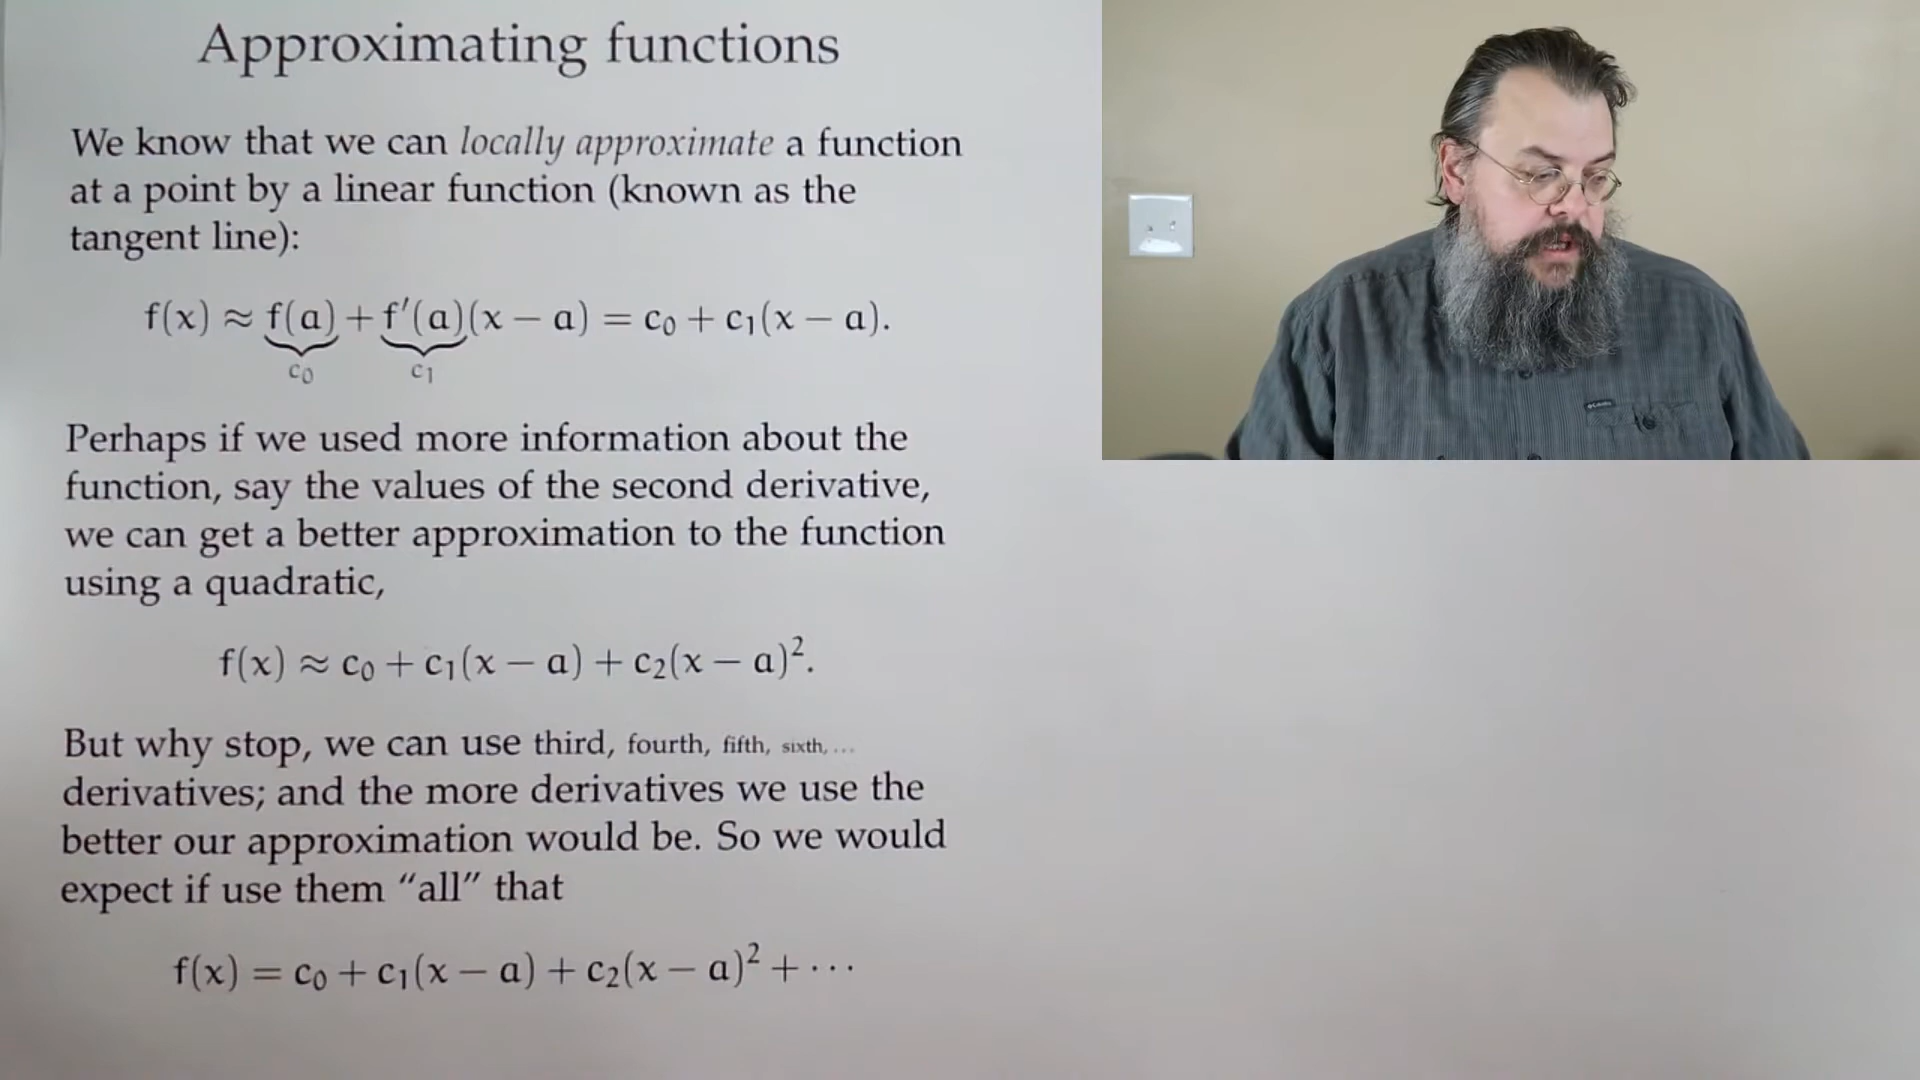 Approximating functions
We know that we can locally approximate a function
at a point by a linear function (known as the
tangent line):
f(x) ≈ f(a) + f′(a)(x − a) = c₀ + c₁(x − a).
c₀ c₁
Perhaps if we used more information about the
function, say the values of the second derivative,
we can get a better approximation to the function
using a quadratic,
f(x) ≈ c₀ + c₁(x − a) + c₂(x − a)².
But why stop, we can use third, fourth, fifth, sixth, ...
derivatives; and the more derivatives we use the
better our approximation would be. So we would
expect if use them “all” that
f(x) = c₀ + c₁(x − a) + c₂(x − a)² + ···